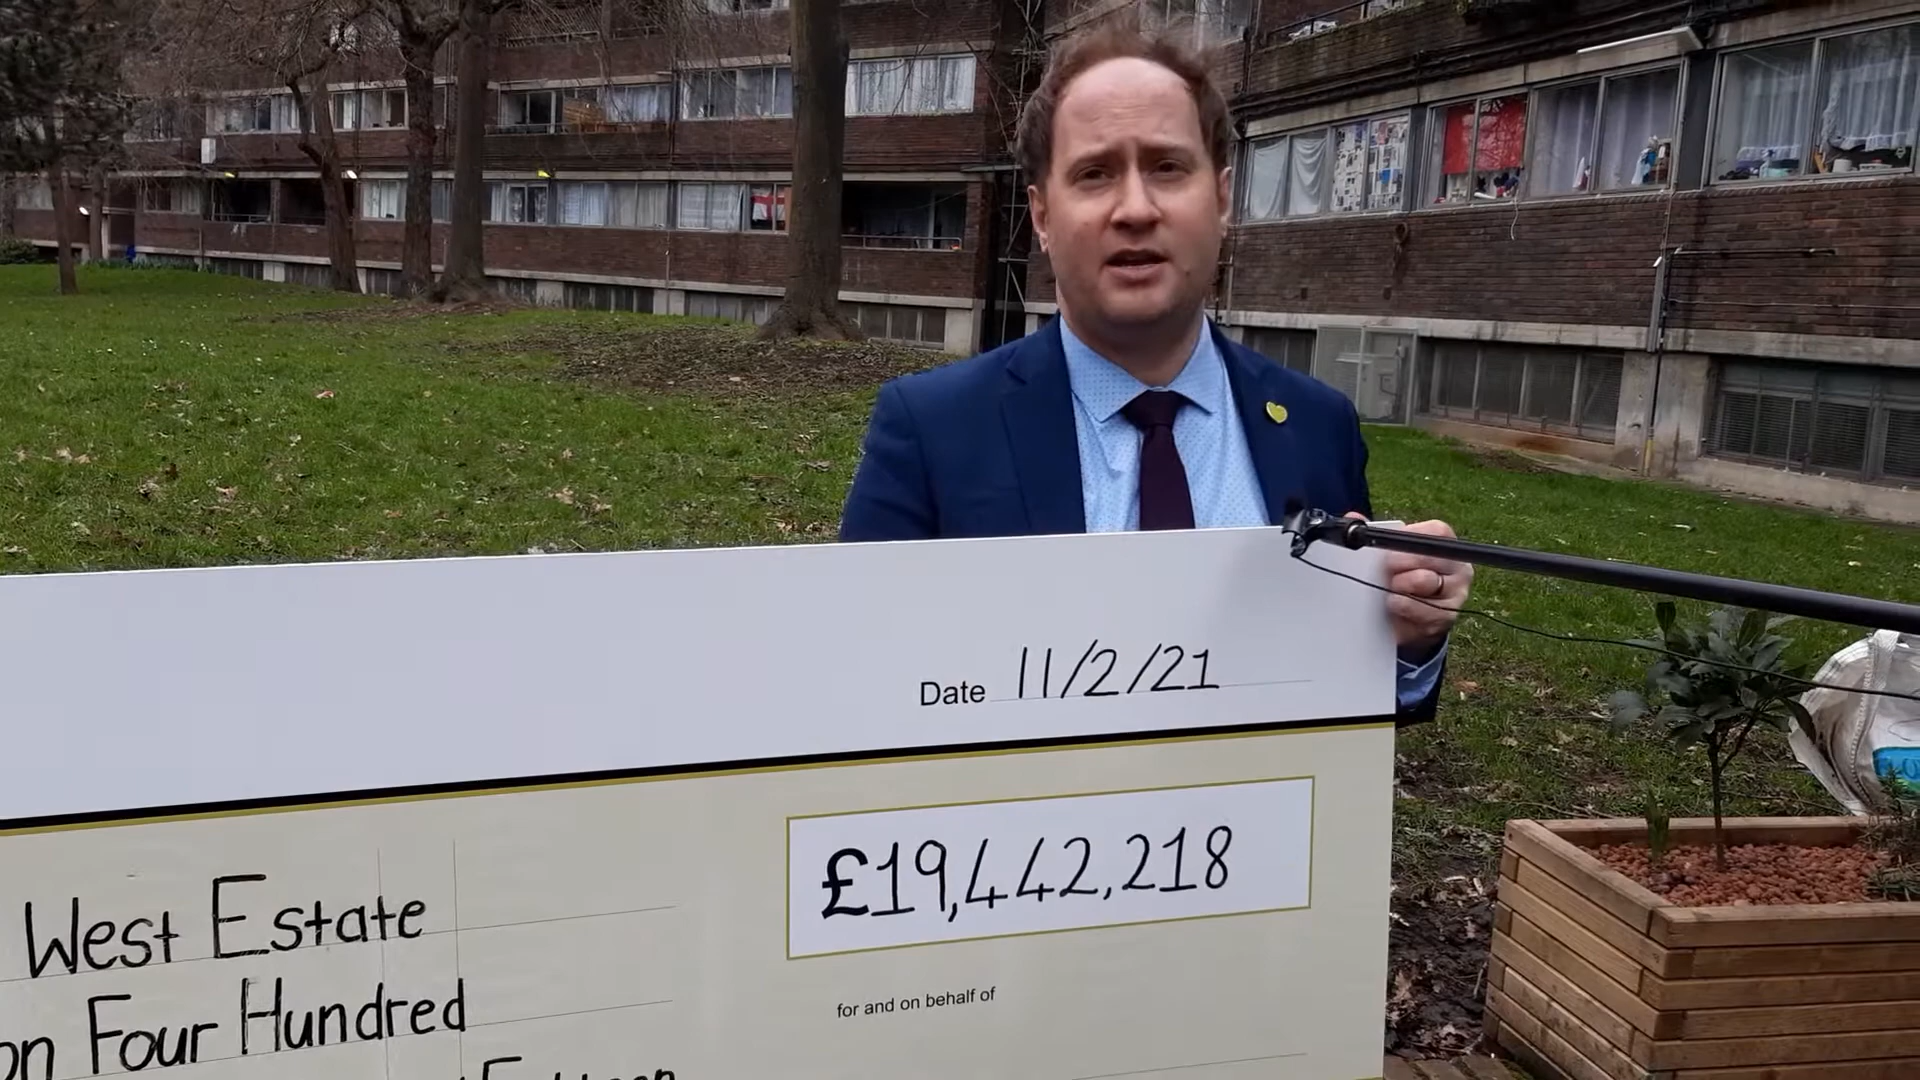 Date 11/2/21
£19,442,218
West Estate
on Four Hundred
for and on behalf of